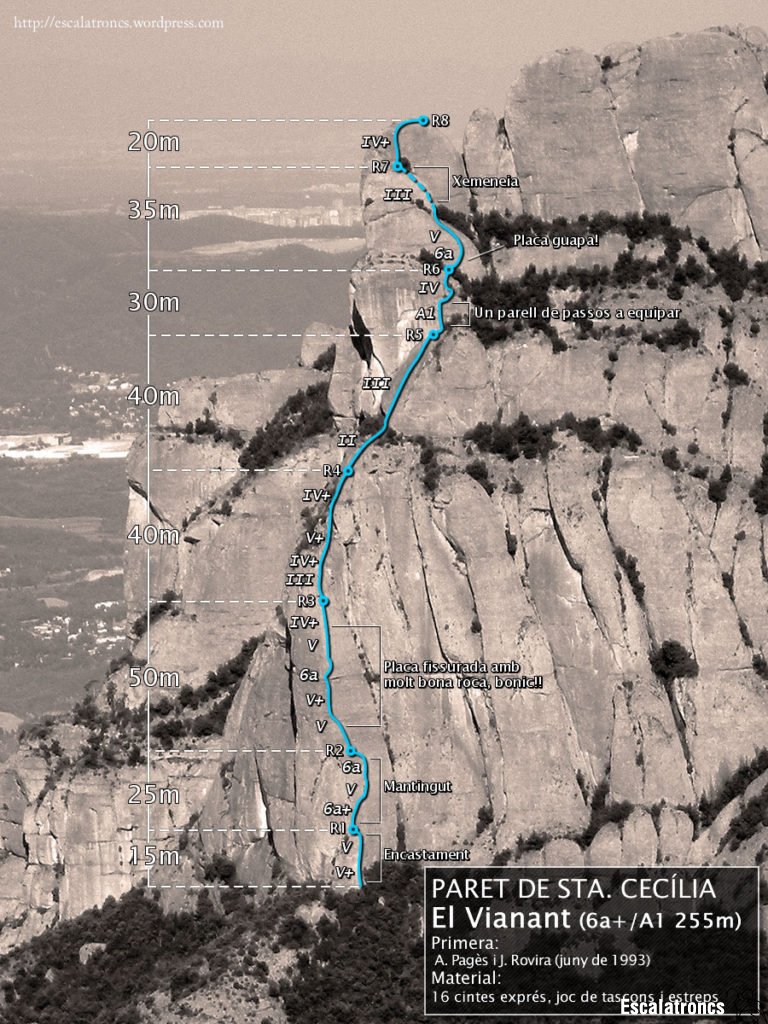 http://escalatroncs.wordpress.com
R8
20m
IV+
R7
Xemeneia
III
35m
V
Placa guapa!
6a
R6
IV
30m
A1
Un parell de passos a equipar
R5
III
40m
II
R4
IV+
40m
V+
IV+
III
R3
IV+
V
Placa fissurada amb
molt bona roca, bonic!!
6a
50m
V+
V
R2
6a
V
Mantingut
25m
6a+
R1
V
Encastament
15m
V+
PARET DE STA. CECÍLIA
El Vianant (6a+/A1 255m)
Primera:
A. Pagès i J. Rovira (juny de 1993)
Material:
16 cintes exprés, joc de tascons i estreps
Escalatroncs